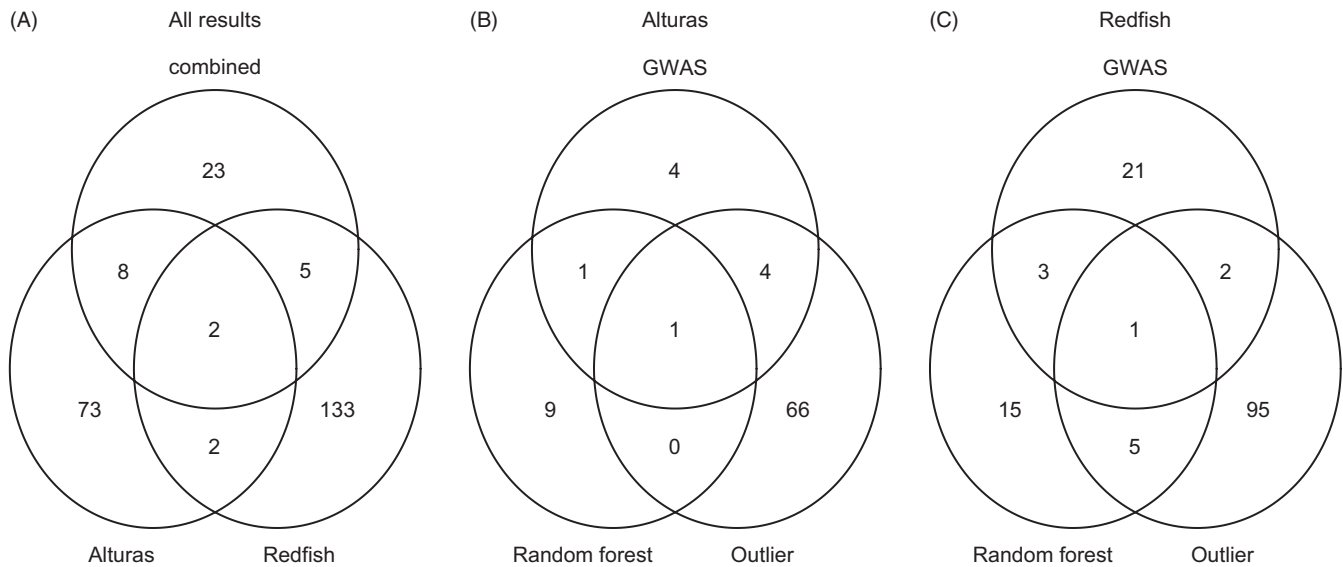 (A) All results
combined
23
8 5
2
73 133
2
Alturas Redfish
(B) Alturas
GWAS
4
1 4
1
9 66
0
Random forest Outlier
(C) Redfish
GWAS
21
3 2
1
15 95
5
Random forest Outlier